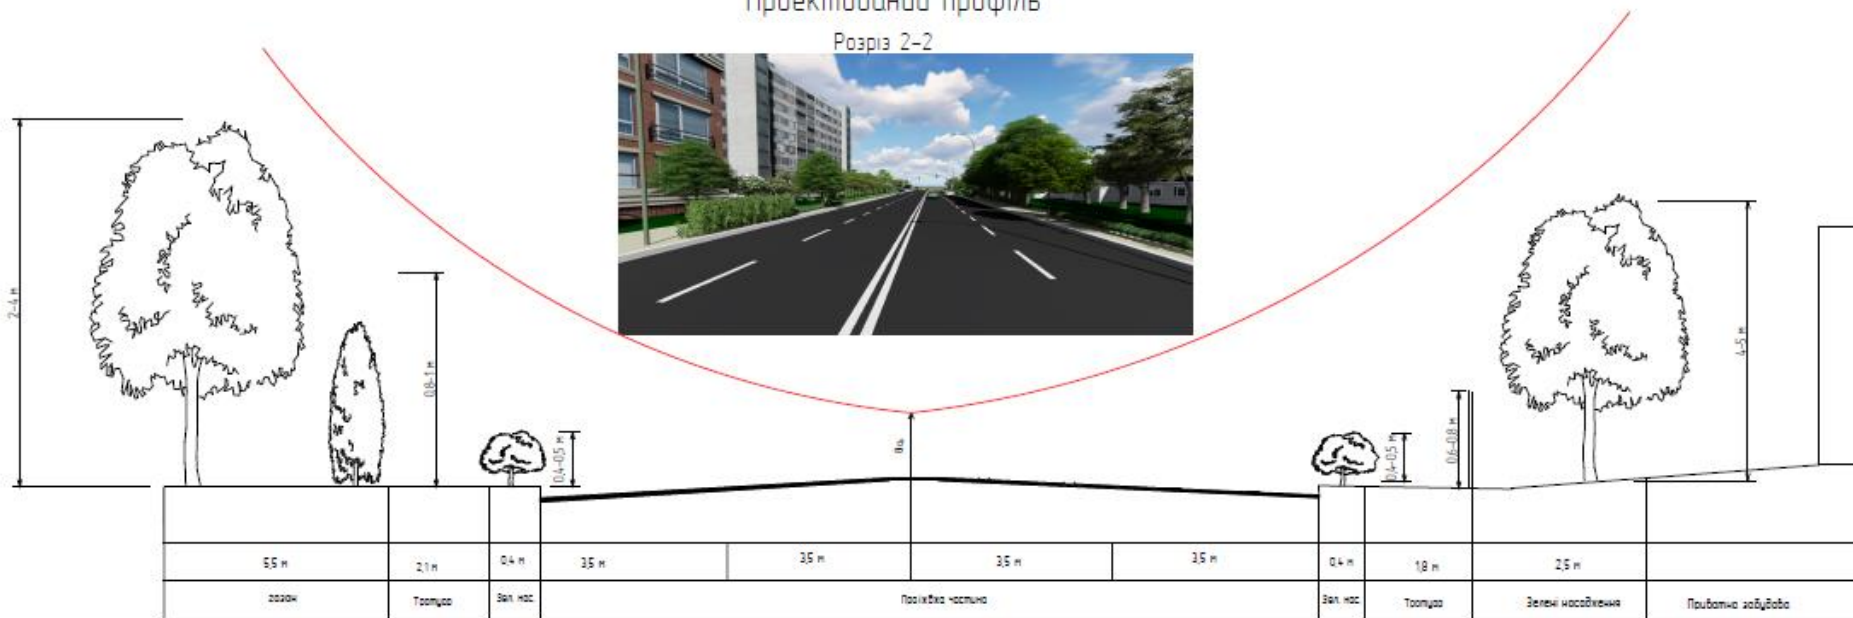 Проектований профіль
Розріз 2-2
2-4 м
0,8-1 м
0,4-0,5 м
0,4-0,5 м
0,6-0,8 м
4-5 м
5,5 м 2,1 м 0,4 м 3,5 м 3,5 м 3,5 м 3,5 м 0,4 м 1,8 м 2,5 м
газон Тротуар Зел. нас. Проїжджа частина Зел. нас Тротуар Зелені насадження Приватна забудова